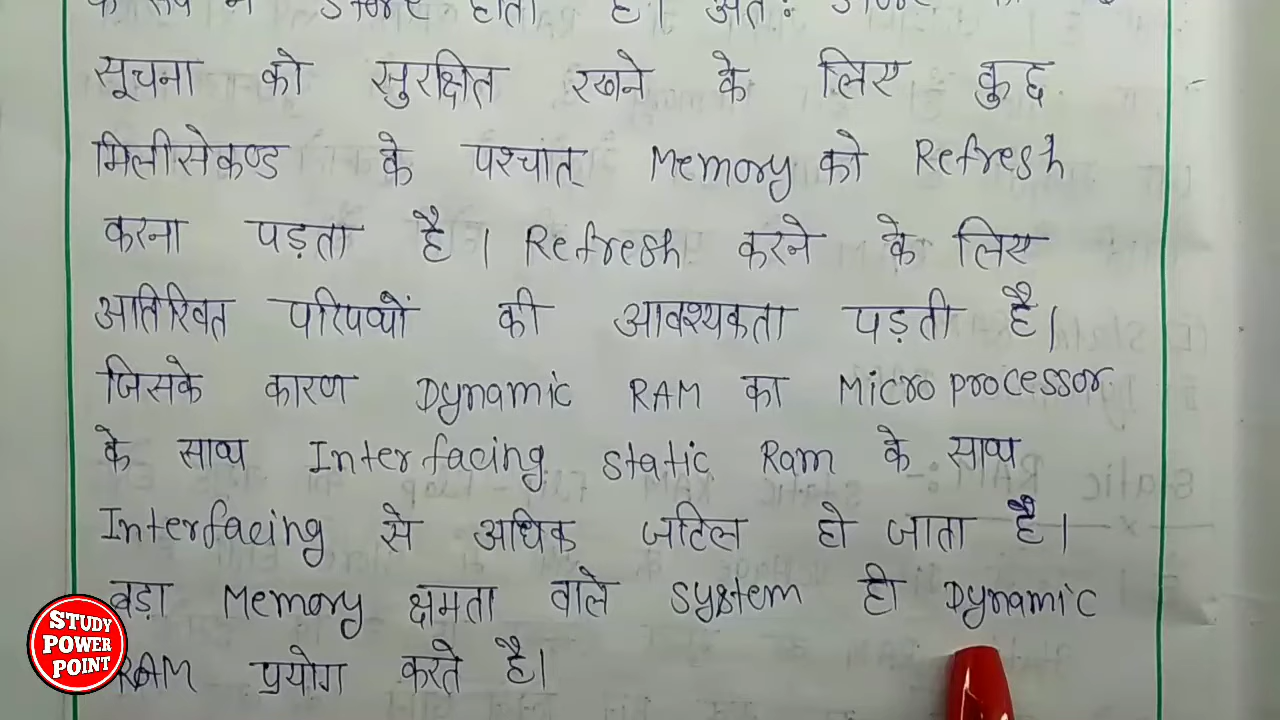 के रूप में store होता है। अतः
सूचना को सुरक्षित रखने के लिए कुछ
मिलीसेकण्ड के पश्चात् Memory को Refresh
करना पड़ता है। Refresh करने के लिए
अतिरिक्त परिपथों की आवश्यकता पड़ती है।
जिसके कारण Dynamic RAM का Microprocessor
के साथ Interfacing static Ram के साथ
Interfacing से अधिक जटिल हो जाता है।
बड़ा Memory क्षमता वाले system ही Dynamic
RAM प्रयोग करते है।
STUDY
POWER
POINT